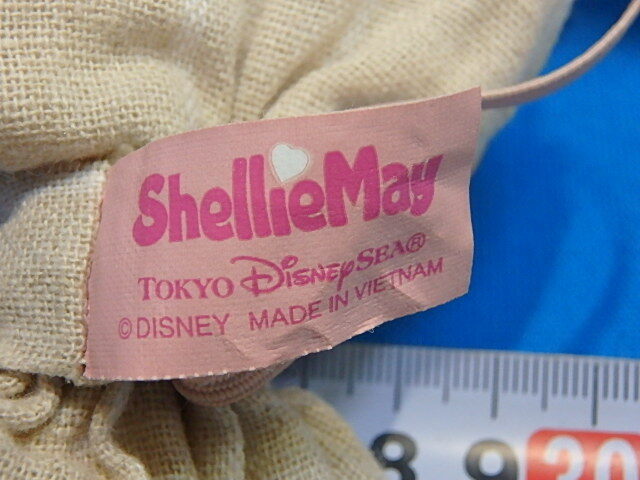 ShellieMay
TOKYO DISNEYSEA®
© DISNEY MADE IN VIETNAM
8 9 20